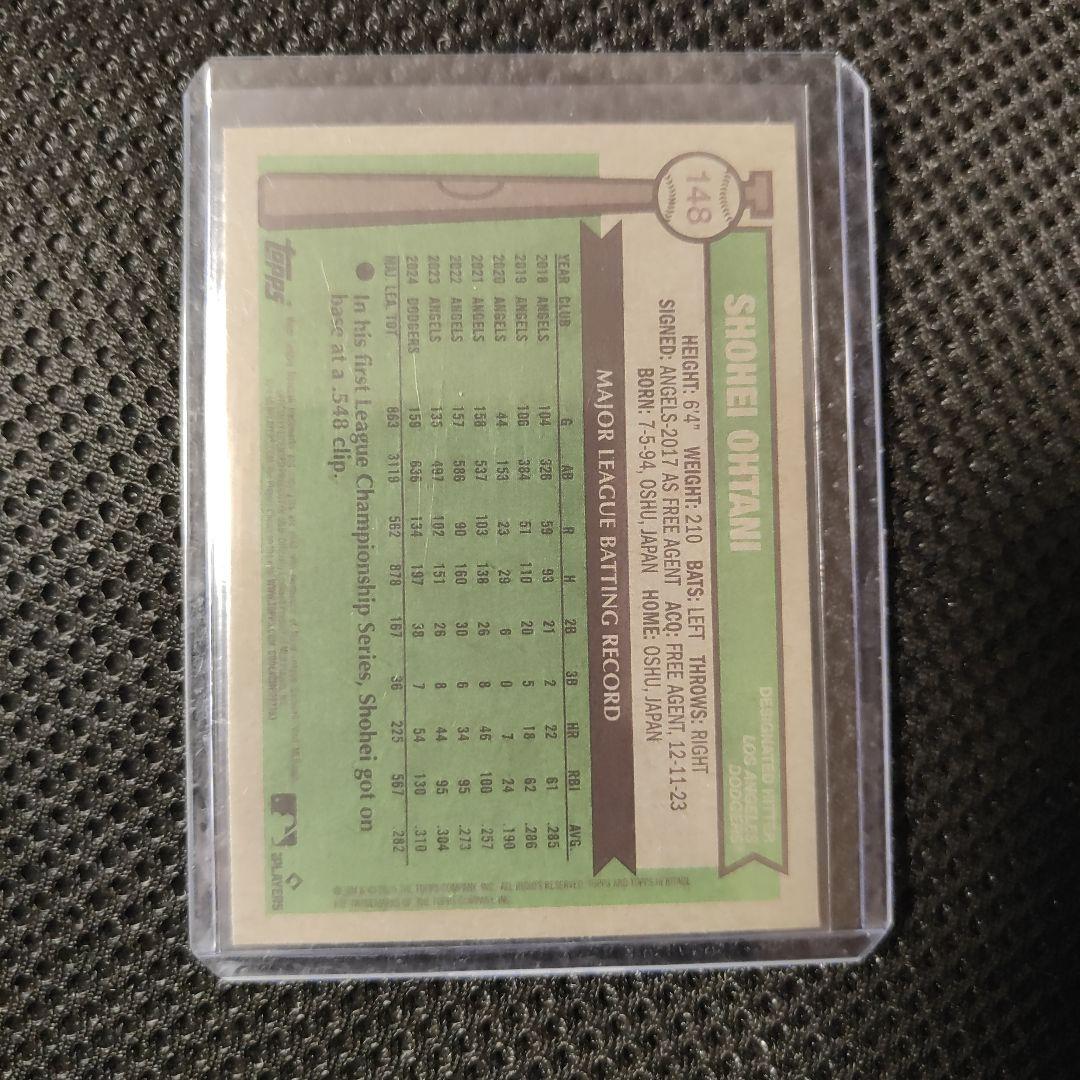 148
SHOHEI OHTANI
DESIGNATED HITTER
LOS ANGELES
DODGERS
HEIGHT: 6'4" WEIGHT: 210 BATS: LEFT THROWS: RIGHT
SIGNED: ANGELS-2017 AS FREE AGENT ACQ: FREE AGENT, 12-11-23
BORN: 7-5-94, OSHU, JAPAN HOME: OSHU, JAPAN
MAJOR LEAGUE BATTING RECORD
YEAR CLUB G AB R H 2B 3B HR RBI AVG.
2018 ANGELS 104 326 59 93 21 2 22 61 .285
2019 ANGELS 106 384 51 110 20 5 18 62 .286
2020 ANGELS 44 153 23 29 6 0 7 24 .190
2021 ANGELS 158 537 103 138 26 8 46 100 .257
2022 ANGELS 157 586 90 160 30 6 34 95 .273
2023 ANGELS 135 497 102 151 26 8 44 95 .304
2024 DODGERS 159 636 134 197 38 7 54 130 .310
MAJ. LEA. TOT. 863 3119 562 878 167 36 225 567 .282
● In his first League Championship Series, Shohei got on
base at a .548 clip.
TOPPS
PLAYERS